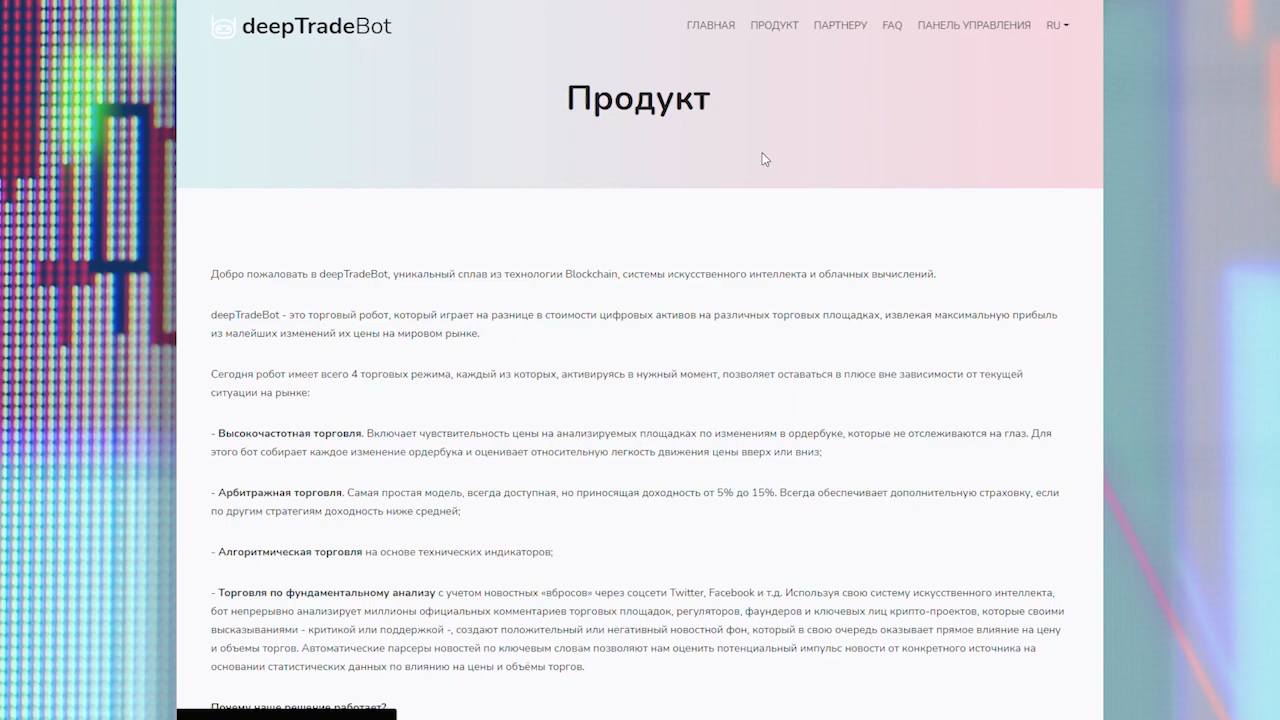 deepTradeBot
ГЛАВНАЯ ПРОДУКТ ПАРТНЕРУ FAQ ПАНЕЛЬ УПРАВЛЕНИЯ RU
Продукт
Добро пожаловать в deepTradeBot, уникальный сплав из технологии Blockchain, системы искусственного интеллекта и облачных вычислений.
deepTradeBot - это торговый робот, который играет на разнице в стоимости цифровых активов на различных торговых площадках, извлекая максимальную прибыль
из малейших изменений их цены на мировом рынке.
Сегодня робот имеет всего 4 торговых режима, каждый из которых, активируясь в нужный момент, позволяет оставаться в плюсе вне зависимости от текущей
ситуации на рынке:
- Высокочастотная торговля. Включает чувствительность цены на анализируемых площадках по изменениям в ордербуке, которые не отслеживаются на глаз. Для
этого бот собирает каждое изменение ордербука и оценивает относительную легкость движения цены вверх или вниз;
- Арбитражная торговля. Самая простая модель, всегда доступная, но приносящая доходность от 5% до 15%. Всегда обеспечивает дополнительную страховку, если
по другим стратегиям доходность ниже средней;
- Алгоритмическая торговля на основе технических индикаторов;
- Торговля по фундаментальному анализу с учетом новостных «вбросов» через соцсети Twitter, Facebook и т.д. Используя свою систему искусственного интеллекта,
бот непрерывно анализирует миллионы официальных комментариев торговых площадок, регуляторов, фаундеров и ключевых лиц крипто-проектов, которые своими
высказываниями - критикой или поддержкой -, создают положительный или негативный новостной фон, который в свою очередь оказывает прямое влияние на цену
и объемы торгов. Автоматические парсеры новостей по ключевым словам позволяют нам оценить потенциальный импульс новости от конкретного источника на
основании статистических данных по влиянию на цены и объёмы торгов.
Почему наше решение работает?